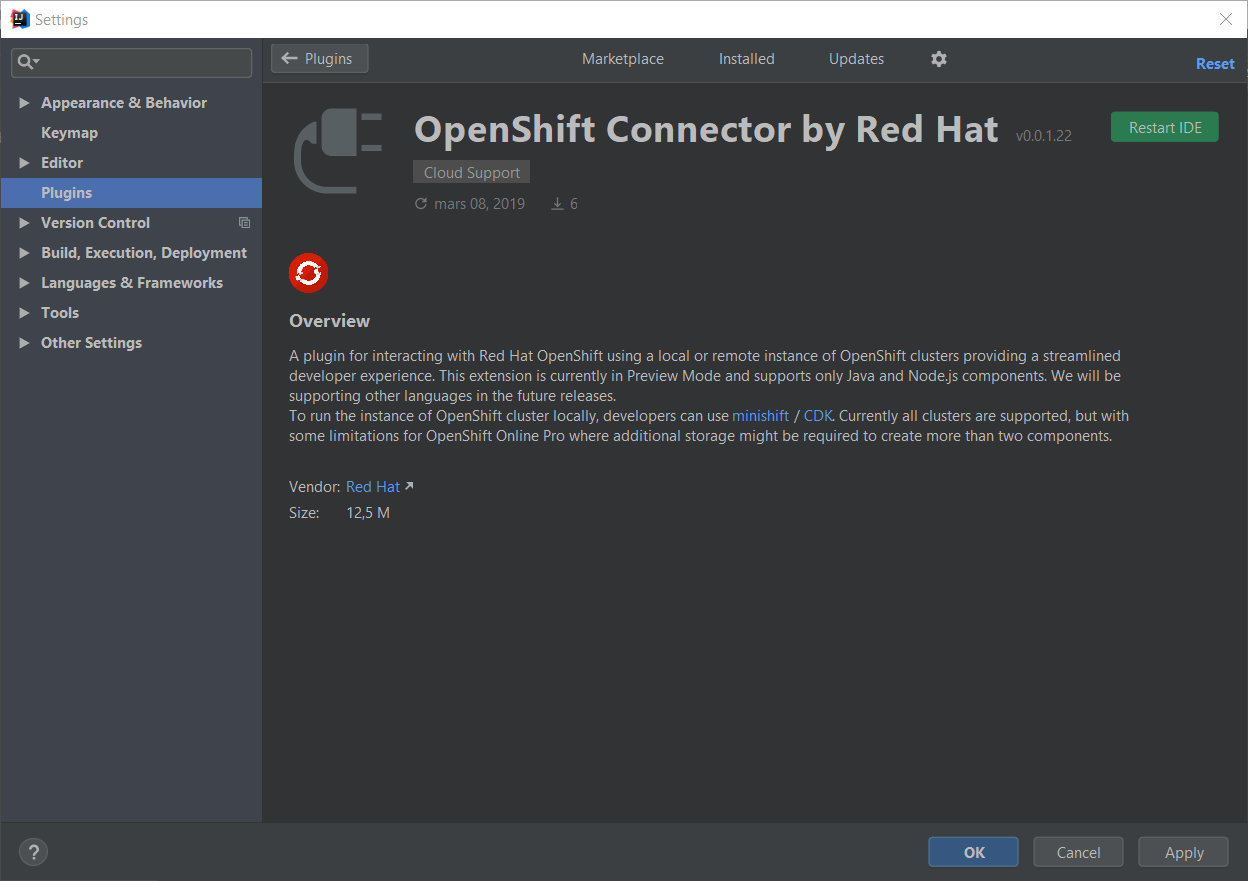 Settings
Plugins
Marketplace
Installed
Updates
Reset
Appearance & Behavior
Keymap
Editor
Plugins
Version Control
Build, Execution, Deployment
Languages & Frameworks
Tools
Other Settings
OpenShift Connector by Red Hat v0.0.1.22
Restart IDE
Cloud Support
mars 08, 2019 6
Overview
A plugin for interacting with Red Hat OpenShift using a local or remote instance of OpenShift clusters providing a streamlined
developer experience. This extension is currently in Preview Mode and supports only Java and Node.js components. We will be
supporting other languages in the future releases.
To run the instance of OpenShift cluster locally, developers can use minishift / CDK. Currently all clusters are supported, but with
some limitations for OpenShift Online Pro where additional storage might be required to create more than two components.
Vendor: Red Hat
Size: 12,5 M
?
OK
Cancel
Apply